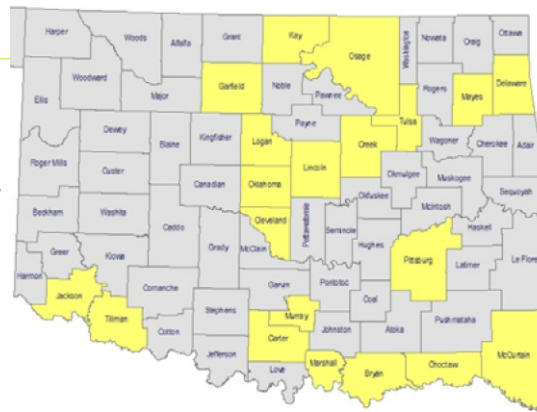 Harper
Woods
Alfalfa
Grant
Kay
Osage
Washington
Nowata
Craig
Ottawa
Woodward
Major
Garfield
Noble
Pawnee
Rogers
Mayes
Delaware
Ellis
Dewey
Blaine
Kingfisher
Logan
Payne
Creek
Tulsa
Wagoner
Cherokee
Adair
Roger Mills
Custer
Canadian
Oklahoma
Lincoln
Okfuskee
Okmulgee
Muskogee
Sequoyah
Beckham
Washita
Caddo
Grady
McClain
Cleveland
Pottawatomie
Seminole
Hughes
McIntosh
Haskell
Pittsburg
Latimer
Le Flore
Harmon
Greer
Kiowa
Comanche
Jackson
Tillman
Cotton
Stephens
Jefferson
Garvin
Murray
Carter
Love
Pontotoc
Johnston
Marshall
Coal
Atoka
Bryan
Pushmataha
Choctaw
McCurtain